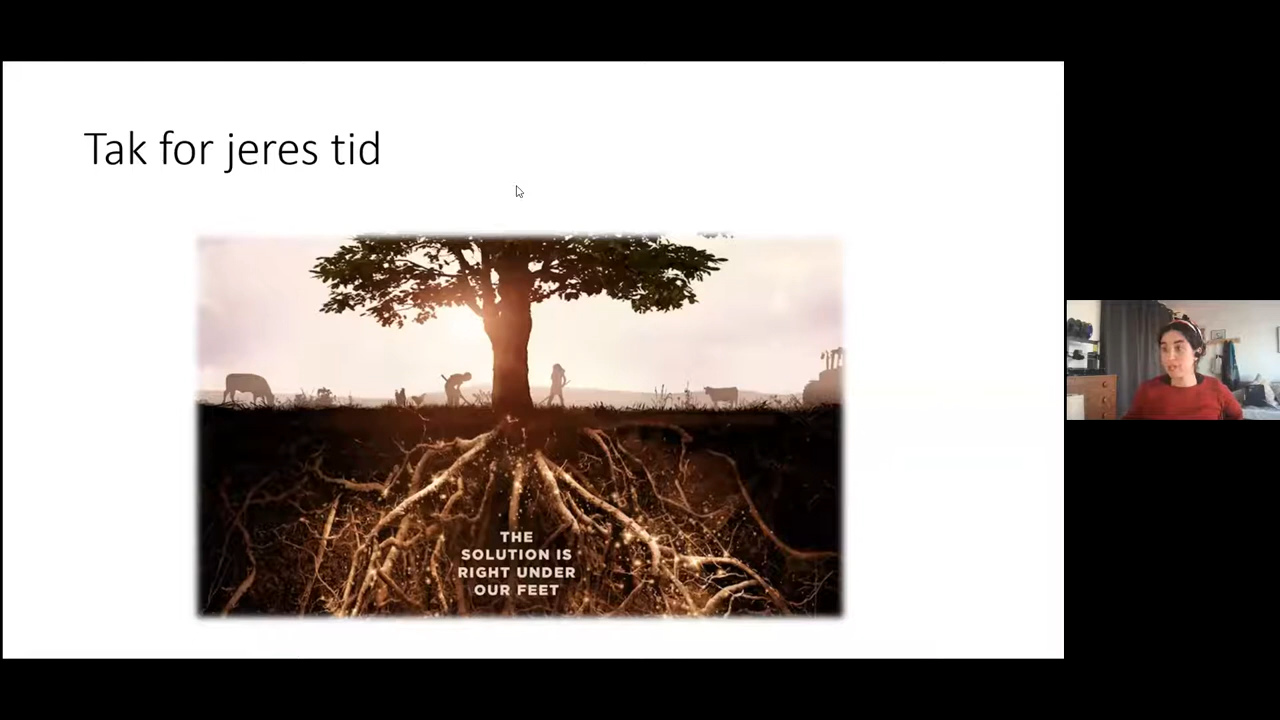 Tak for jeres tid
THE
SOLUTION IS
RIGHT UNDER
OUR FEET